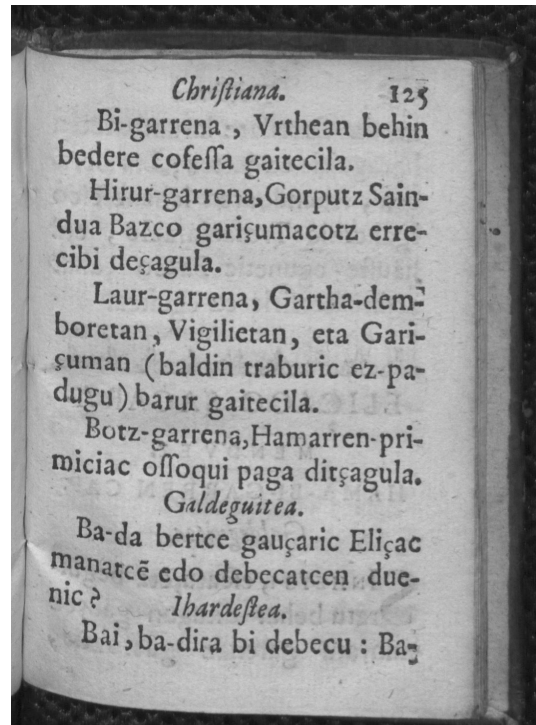 Chriſtiana. 125
Bi-garrena , Vrthean behin
bedere cofeſſa gaitecila.
Hirur-garrena, Gorputz Sain-
dua Bazco gariçumacotz erre-
cibi deçagula.
Laur-garrena, Gartha-dem-
boretan, Vigilietan, eta Gari-
çuman (baldin traburic ez-pa-
dugu) barur gaitecila.
Botz-garrena, Hamarren-pri-
miciac oſſoqui paga ditçagula.
Galdeguitea.
Ba-da bertce gauçaric Eliçac
manatcẽ edo debecatcen due-
nic ? Ihardeſtea.
Bai, ba-dira bi debecu : Ba-